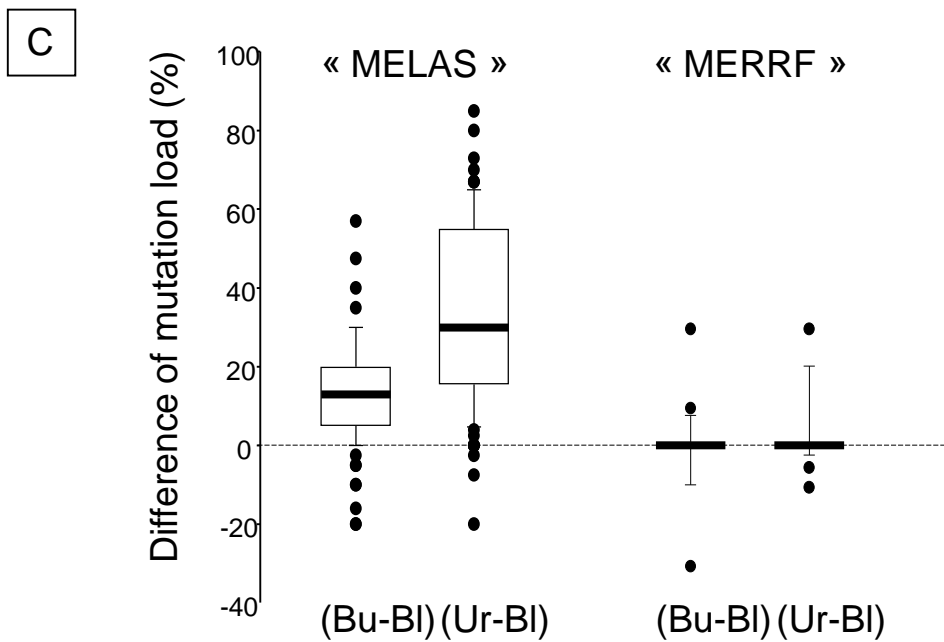 C
« MELAS » « MERRF »
Difference of mutation load (%)
100
80
60
40
20
0
-20
-40
(Bu-Bl) (Ur-Bl) (Bu-Bl) (Ur-Bl)